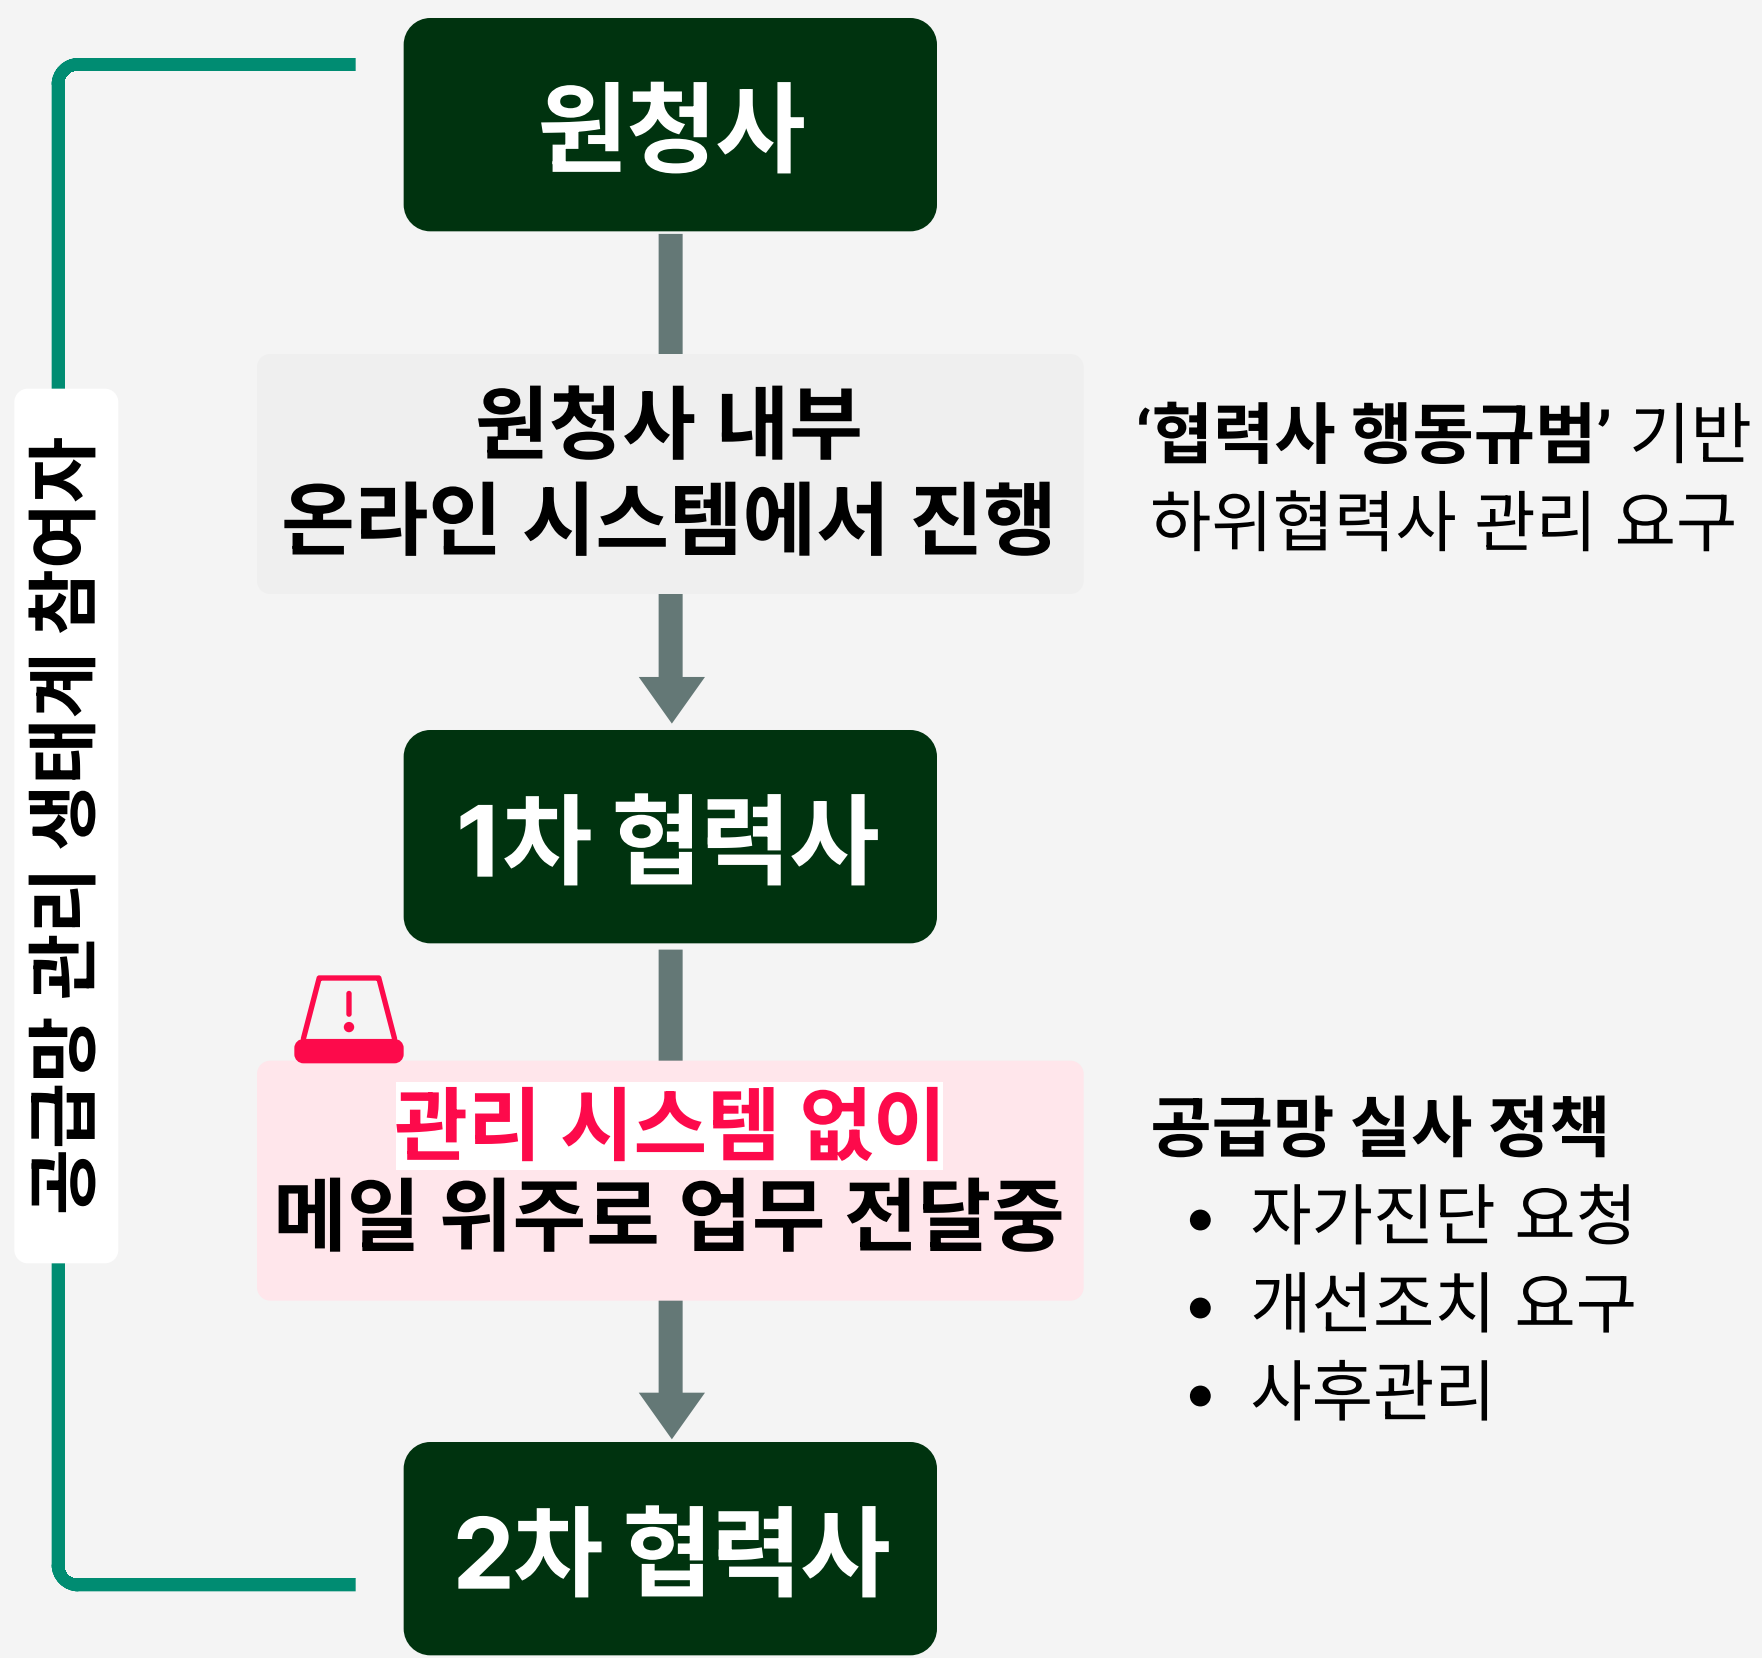 원청사
원청사 내부
온라인 시스템에서 진행
‘협력사 행동규범’ 기반
하위협력사 관리 요구
공급망 관리 생태계 참여자
1차 협력사
관리 시스템 없이
메일 위주로 업무 전달중
공급망 실사 정책
• 자가진단 요청
• 개선조치 요구
• 사후관리
2차 협력사